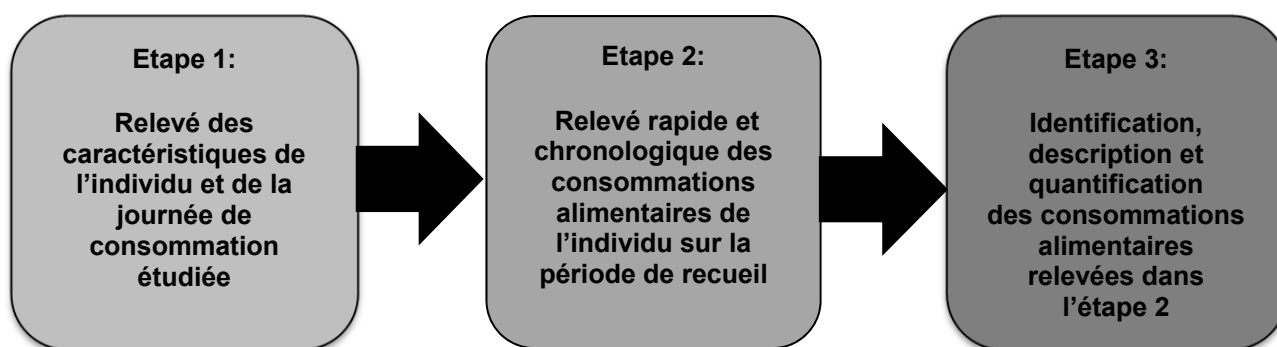 Etape 1:
Relevé des
caractéristiques de
l'individu et de la
journée de
consommation
étudiée
Etape 2:
Relevé rapide et
chronologique des
consommations
alimentaires de
l'individu sur la
période de recueil
Etape 3:
Identification,
description et
quantification
des consommations
alimentaires
relevées dans
l'étape 2